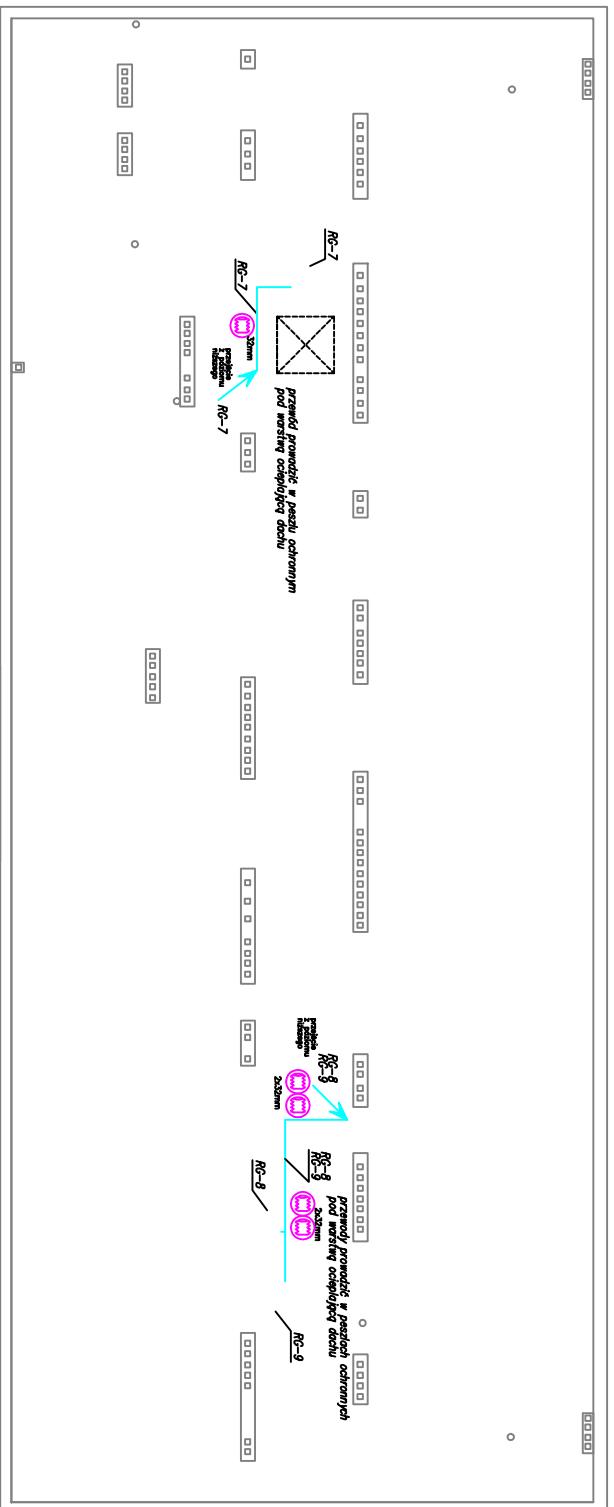 RG-7
RG-7
32mm
przejście
z poziomu
niższego
RG-7
przewód prowadzić w peszlu ochronnym
pod warstwą ocieplającą dachu
przejście
z poziomu
niższego
RG-8
RG-9
2x32mm
RG-8
RG-9
2x32mm
przewody prowadzić w peszlach ochronnych
pod warstwą ocieplającą dachu
RG-8
RG-9